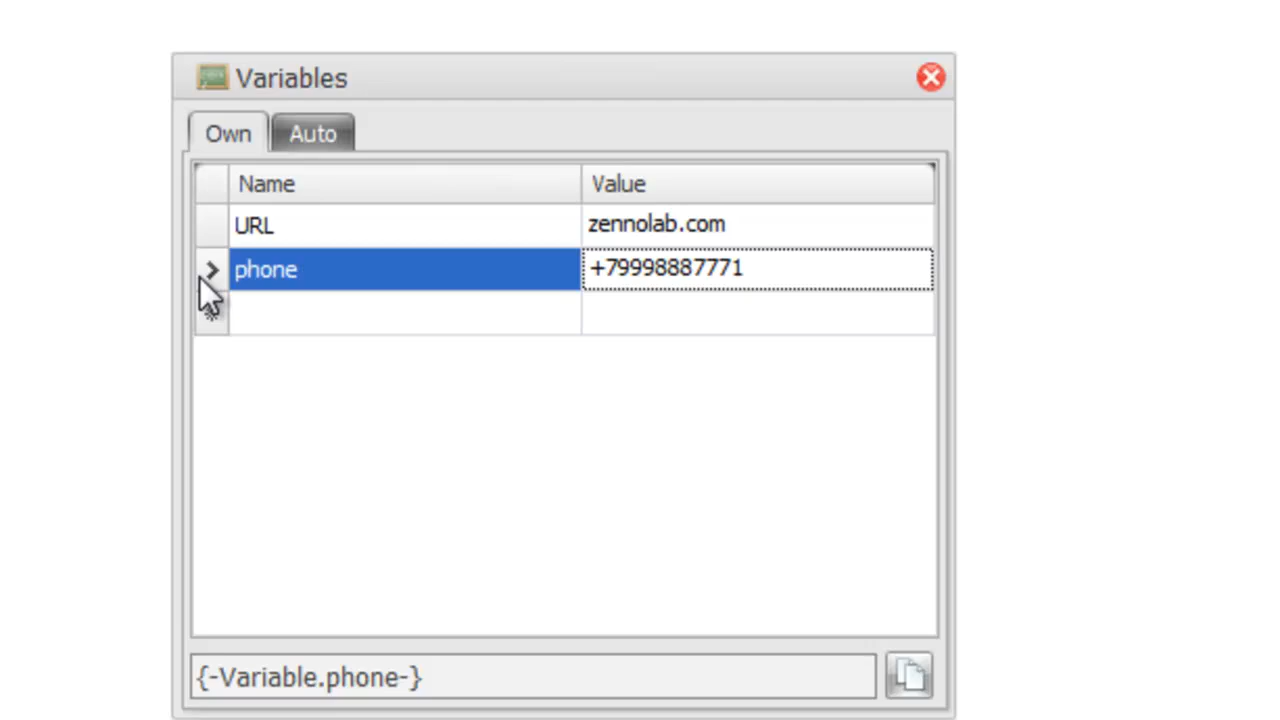 Variables
Own Auto
Name Value
URL zennolab.com
phone +79998887771
{-Variable.phone-}